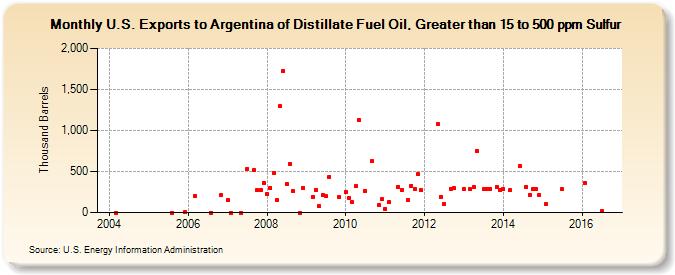 Monthly U.S. Exports to Argentina of Distillate Fuel Oil, Greater than 15 to 500 ppm Sulfur
Thousand Barrels
2,000
1,500
1,000
500
0
2004 2006 2008 2010 2012 2014 2016
Source: U.S. Energy Information Administration